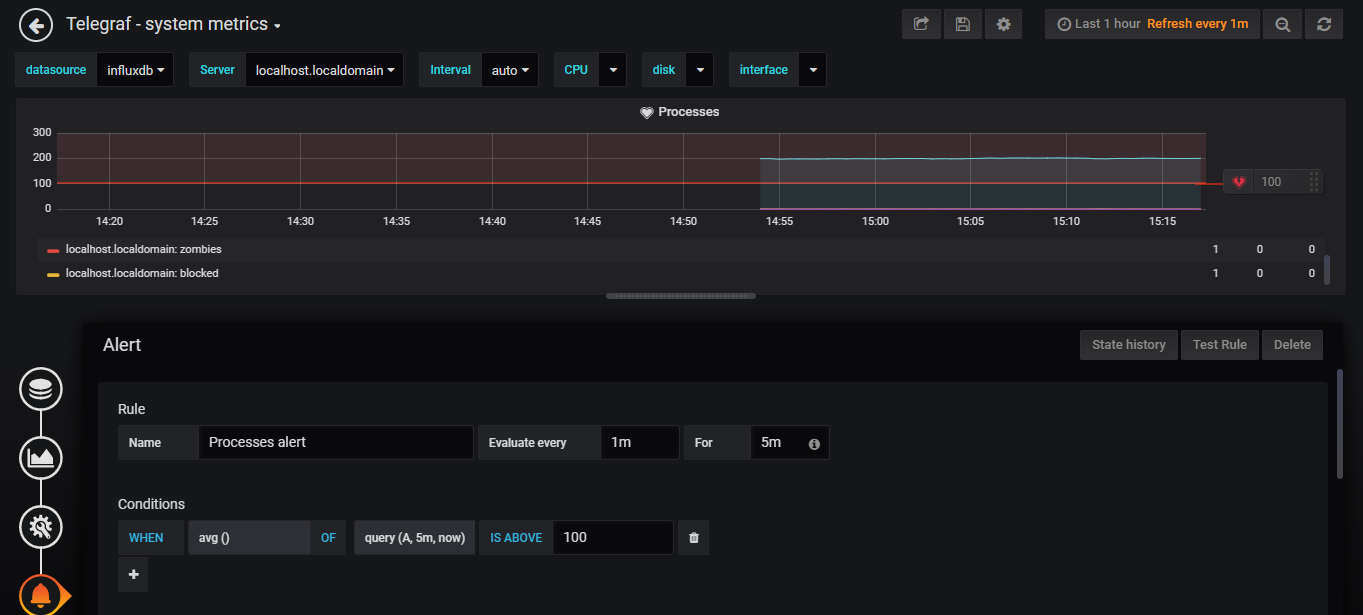 Telegraf - system metrics
Last 1 hour Refresh every 1m
datasource influxdb Server localhost.localdomain Interval auto CPU disk interface
Processes
300
200
100
0
100
14:20 14:25 14:30 14:35 14:40 14:45 14:50 14:55 15:00 15:05 15:10 15:15
localhost.localdomain: zombies 1 0 0
localhost.localdomain: blocked 1 0 0
Alert State history Test Rule Delete
Rule
Name Processes alert Evaluate every 1m For 5m
Conditions
WHEN avg () OF query (A, 5m, now) IS ABOVE 100
+